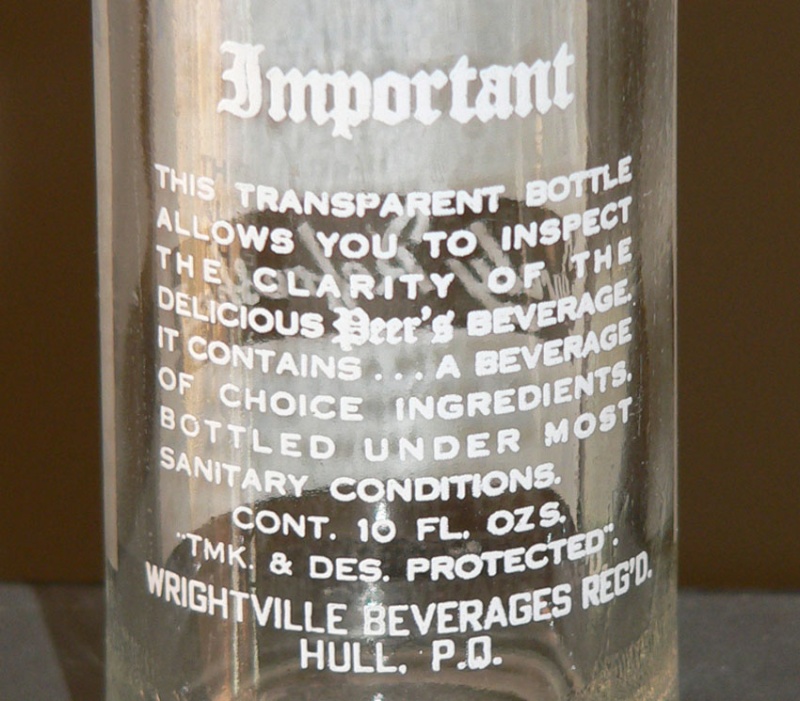 Important
THIS TRANSPARENT BOTTLE
ALLOWS YOU TO INSPECT
THE CLARITY OF THE
DELICIOUS Peer's BEVERAGE.
IT CONTAINS ... A BEVERAGE
OF CHOICE INGREDIENTS.
BOTTLED UNDER MOST
SANITARY CONDITIONS.
CONT. 10 FL. OZS.
"TMK. & DES. PROTECTED".
WRIGHTVILLE BEVERAGES REG'D.
HULL, P.Q.